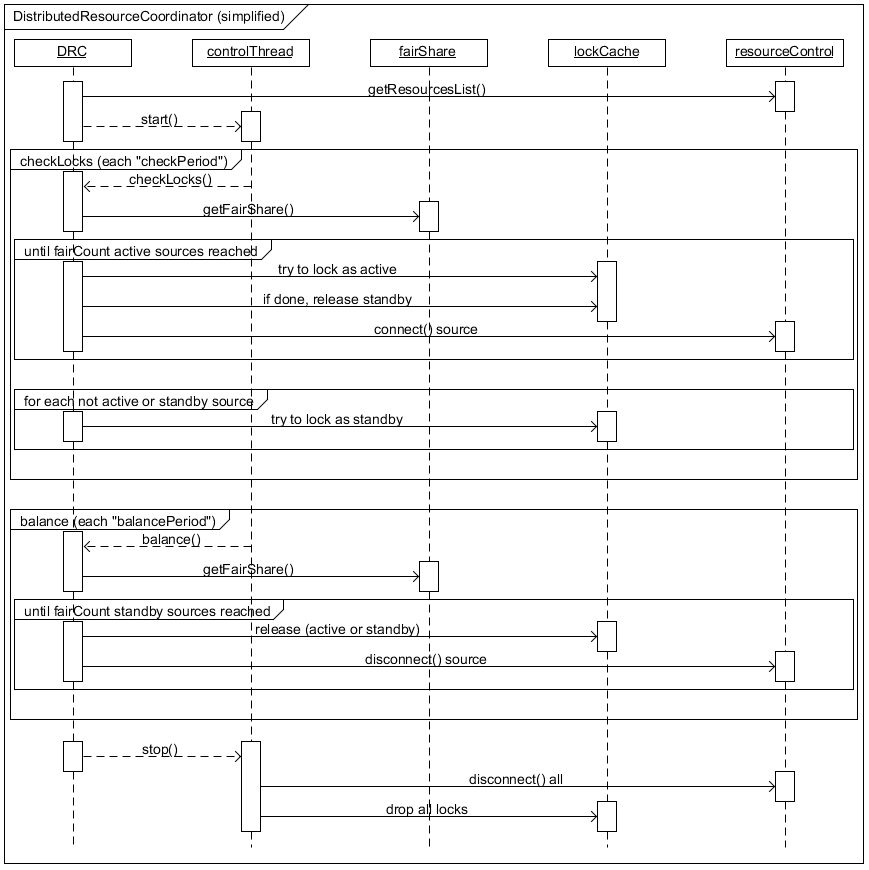 DistributedResourceCoordinator (simplified)
DRC
controlThread
fairShare
lockCache
resourceControl
getResourcesList()
start()
checkLocks (each "checkPeriod")
checkLocks()
getFairShare()
until fairCount active sources reached
try to lock as active
if done, release standby
connect() source
for each not active or standby source
try to lock as standby
balance (each "balancePeriod")
balance()
getFairShare()
until fairCount standby sources reached
release (active or standby)
disconnect() source
stop()
disconnect() all
drop all locks